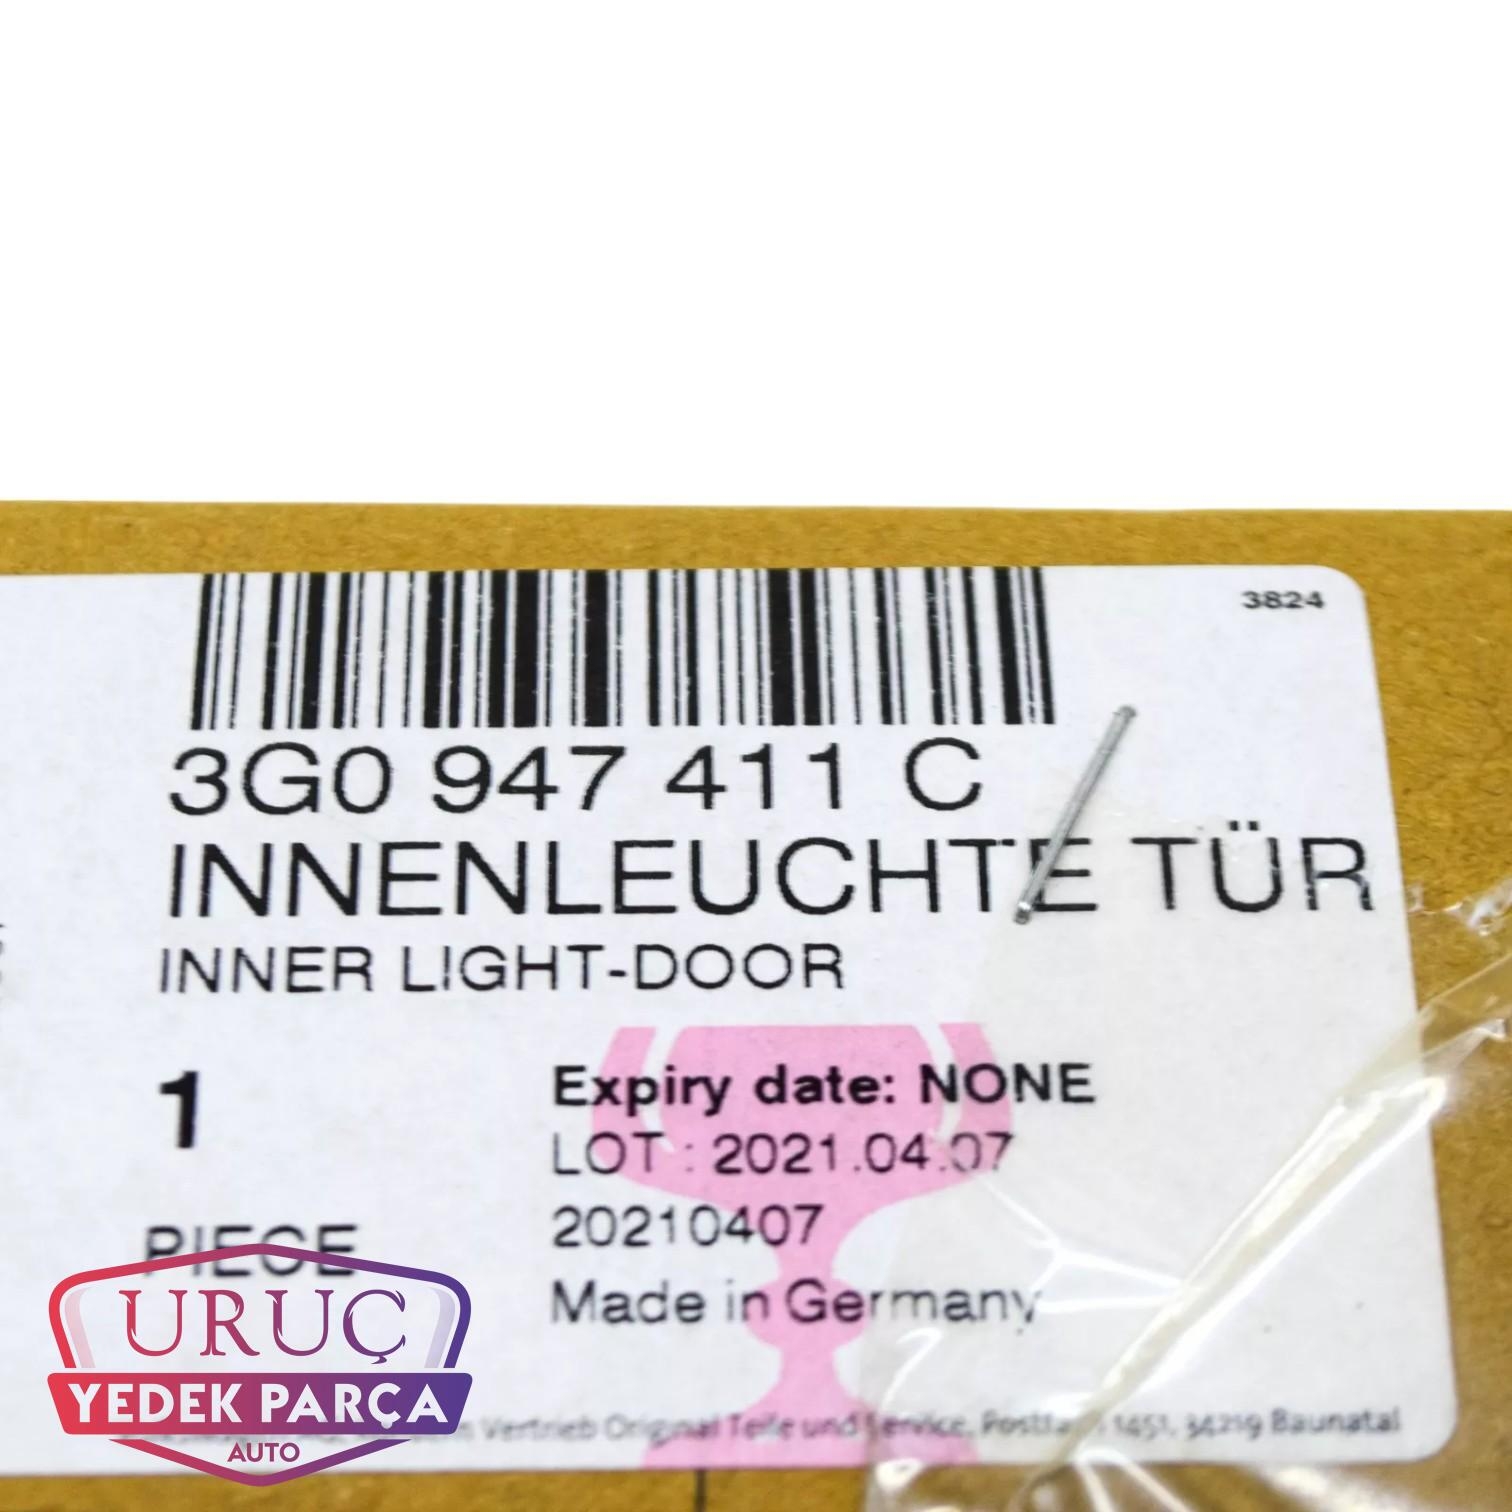 3824
3G0 947 411 C
INNENLEUCHTE TÜR
INNER LIGHT-DOOR
1
Expiry date: NONE
LOT : 2021.04.07
20210407
PIECE
Made in Germany
Vertrieb Original Teile und Service, 1451, 34219 Baunatal
URUÇ
YEDEK PARÇA
AUTO